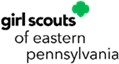 girl scouts
of eastern
pennsylvania